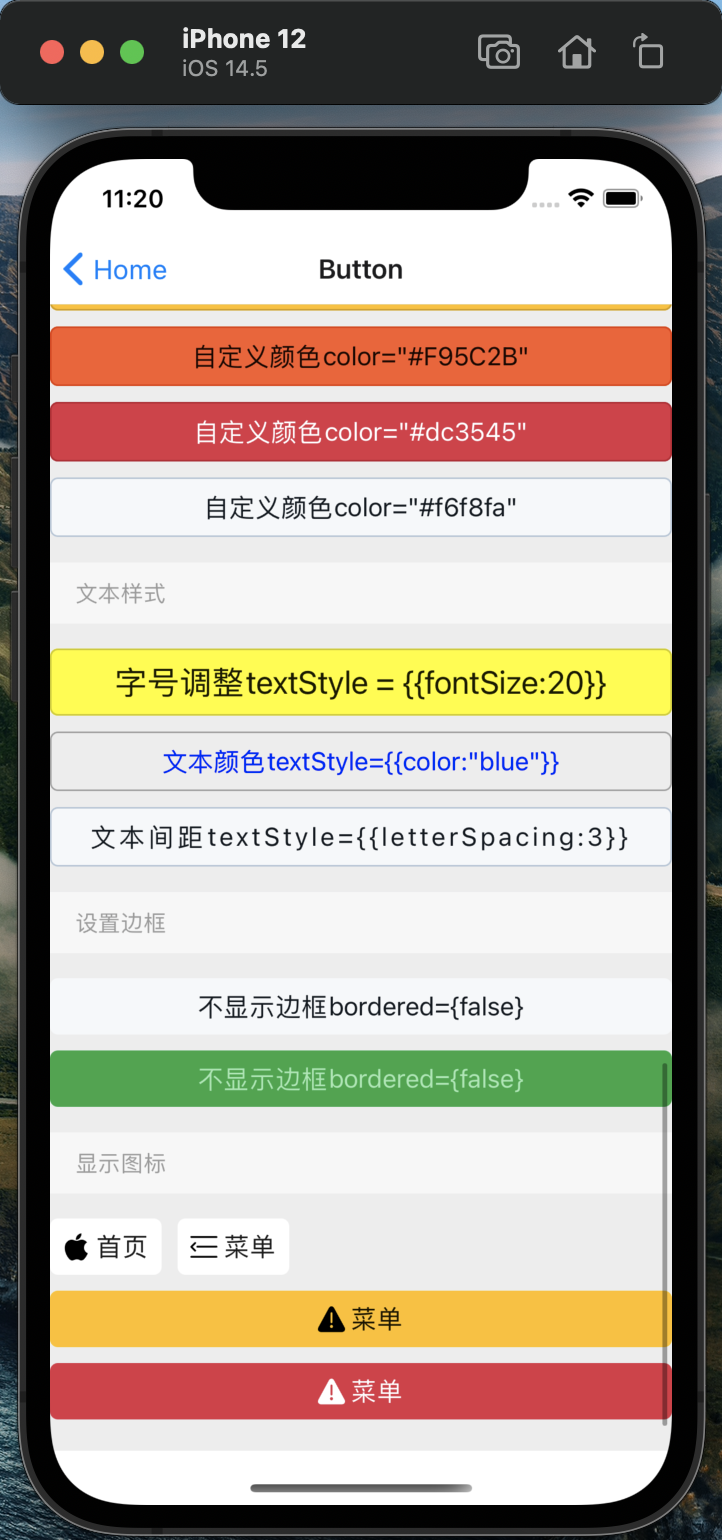 iPhone 12
iOS 14.5
11:20
Home
Button
自定义颜色color="#F95C2B"
自定义颜色color="#dc3545"
自定义颜色color="#f6f8fa"
文本样式
字号调整textStyle = {{fontSize:20}}
文本颜色textStyle={{color:"blue"}}
文本间距textStyle={{letterSpacing:3}}
设置边框
不显示边框bordered={false}
不显示边框bordered={false}
显示图标
首页 菜单
菜单
菜单